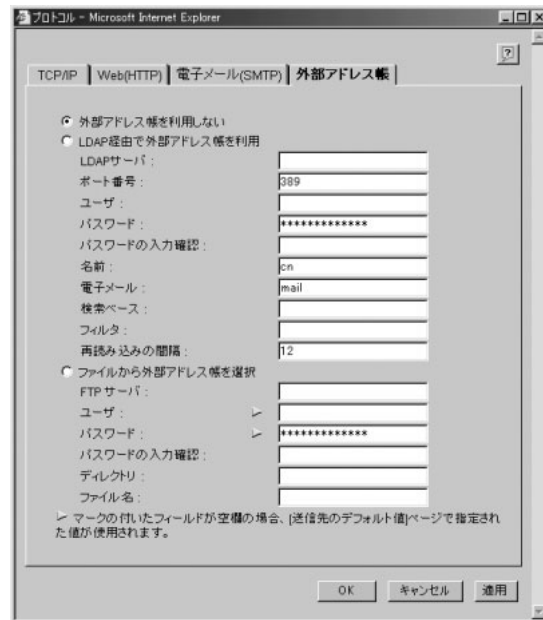 プロトコル - Microsoft Internet Explorer
?
TCP/IP Web(HTTP) 電子メール(SMTP) 外部アドレス帳
外部アドレス帳を利用しない
LDAP経由で外部アドレス帳を利用
LDAPサーバ :
ポート番号 : 389
ユーザ :
パスワード : *************
パスワードの入力確認 :
名前 : cn
電子メール : mail
検索ベース :
フィルタ :
再読み込みの間隔 : 12
ファイルから外部アドレス帳を選択
FTP サーバ :
ユーザ :
パスワード : *************
パスワードの入力確認 :
ディレクトリ :
ファイル名 :
マークの付いたフィールドが空欄の場合、[送信先のデフォルト値]ページで指定され
た値が使用されます。
OK キャンセル 適用